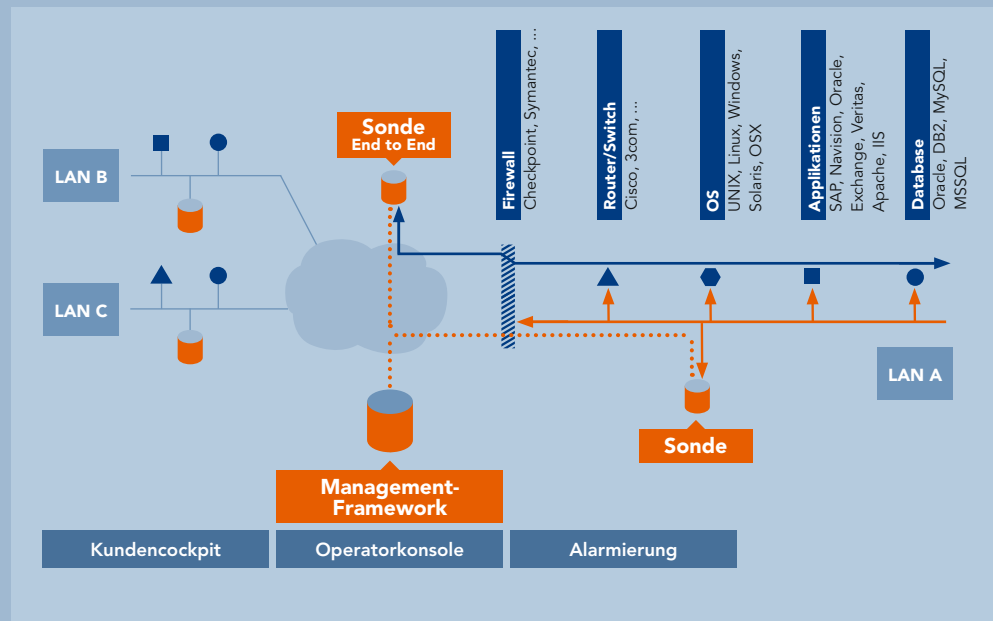 Firewall
Checkpoint, Symantec, ...
Router/Switch
Cisco, 3com, ...
OS
UNIX, Linux, Windows,
Solaris, OSX
Applikationen
SAP, Navision, Oracle,
Exchange, Veritas,
Apache, IIS
Database
Oracle, DB2, MySQL,
MSSQL
Sonde
End to End
LAN B
LAN C
LAN A
Sonde
Management-
Framework
Kundencockpit
Operatorkonsole
Alarmierung